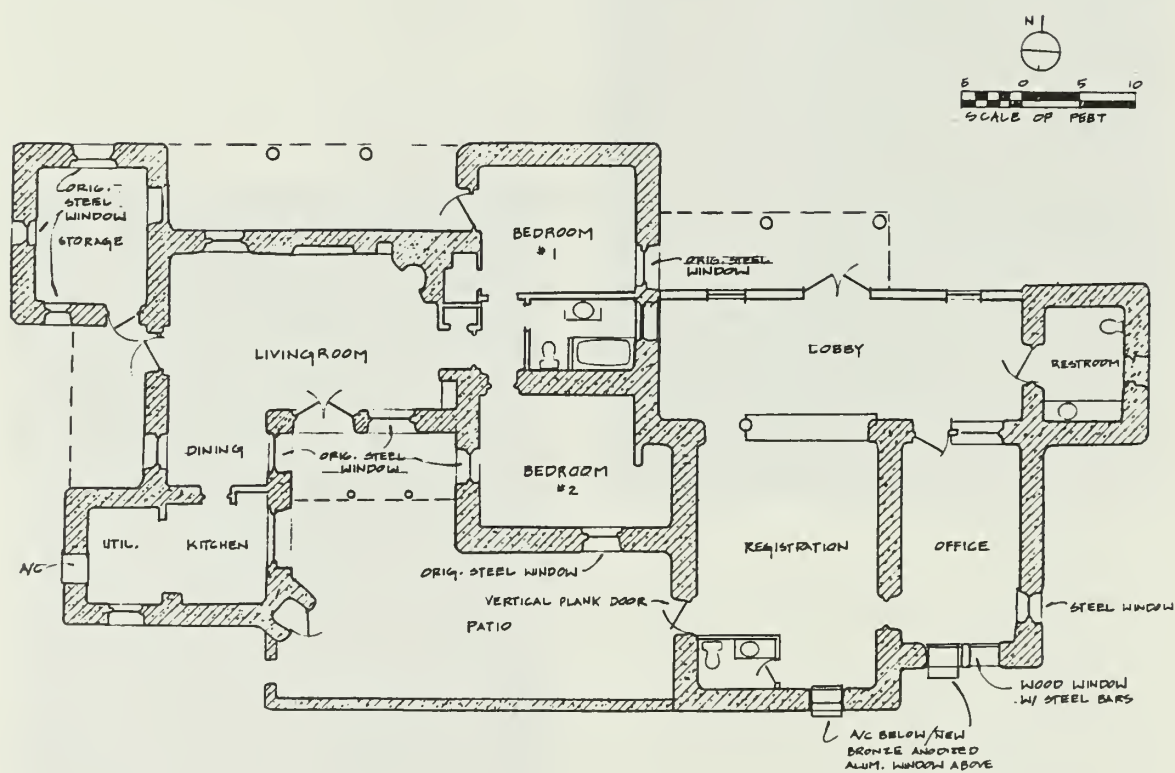 N
5 0 5 10
SCALE OF FEET
ORIG.
STEEL
WINDOW
STORAGE
BEDROOM
#1
ORIG. STEEL
WINDOW
LIVINGROOM
LOBBY
RESTROOM
DINING
ORIG. STEEL
WINDOW
BEDROOM
#2
UTIL.
KITCHEN
A/C
ORIG. STEEL WINDOW
REGISTRATION
OFFICE
VERTICAL PLANK DOOR
PATIO
STEEL WINDOW
WOOD WINDOW
W/ STEEL BARS
A/C BELOW/NEW
BRONZE ANODIZED
ALUM. WINDOW ABOVE